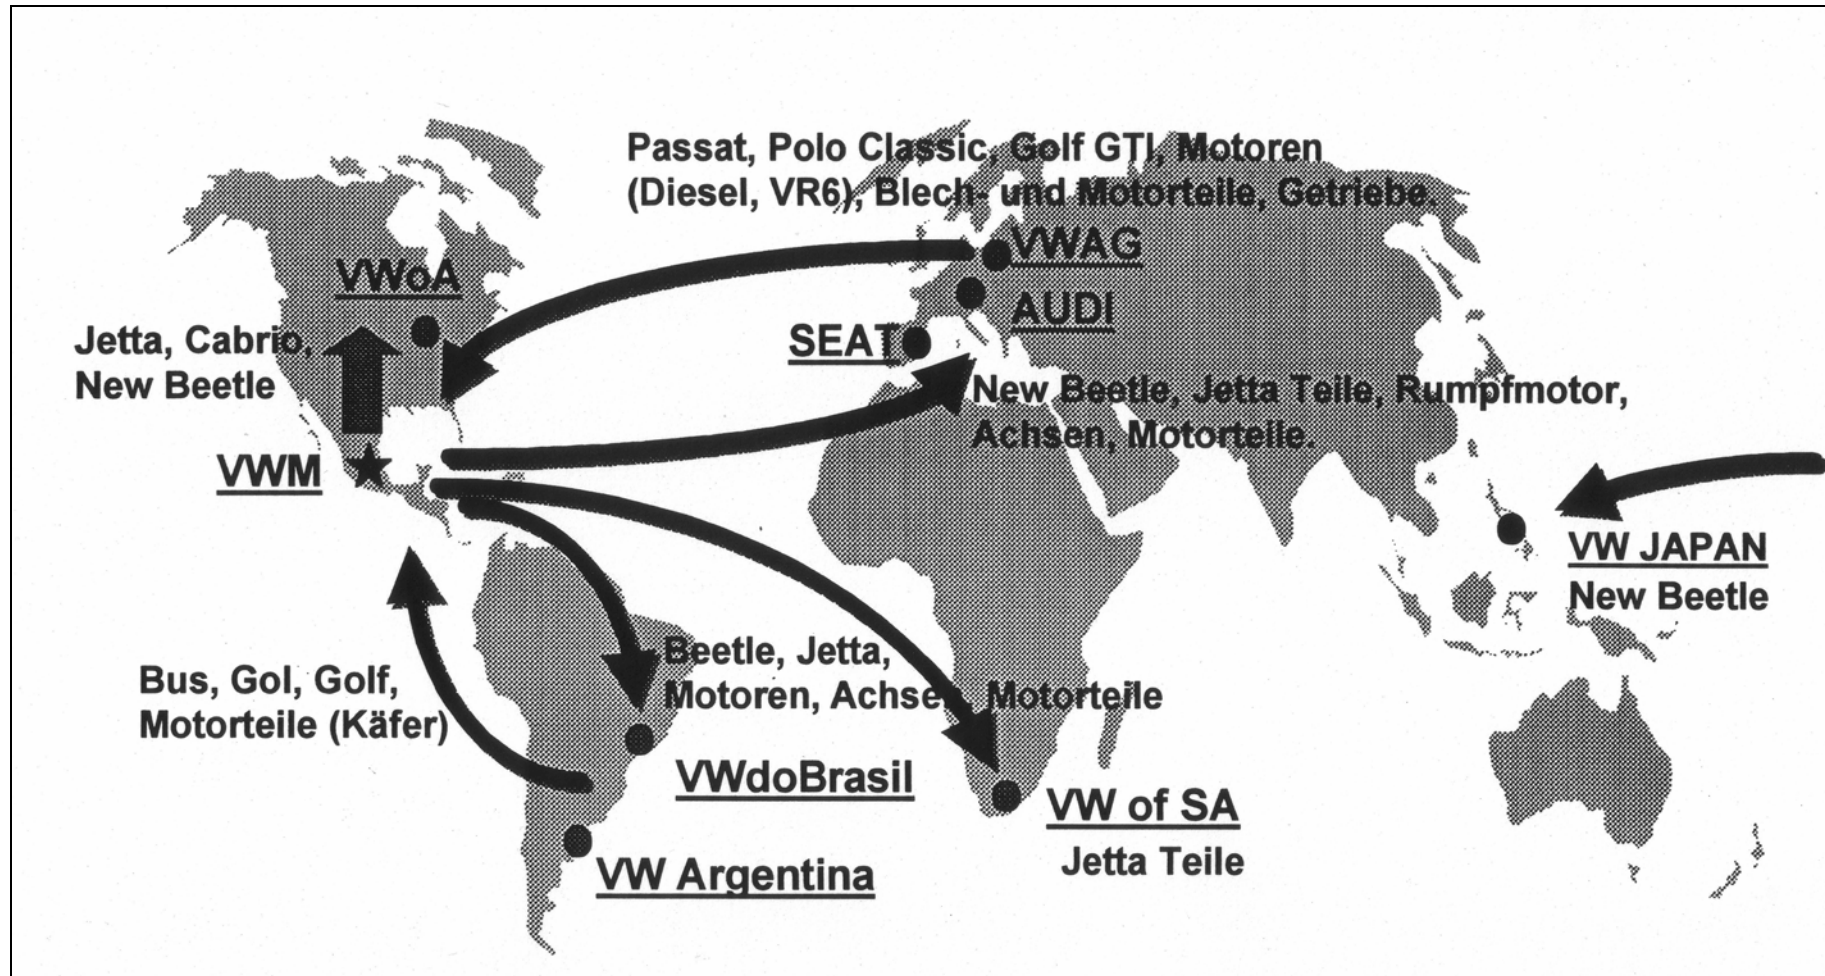 Passat, Polo Classic, Golf GTI, Motoren
(Diesel, VR6), Blech- und Motorteile, Getriebe.
VWAG
VWoA
AUDI
SEAT
Jetta, Cabrio,
New Beetle
New Beetle, Jetta Teile, Rumpfmotor,
Achsen, Motorteile.
VWM
VW JAPAN
New Beetle
Beetle, Jetta,
Motoren, Achsen, Motorteile
Bus, Gol, Golf,
Motorteile (Käfer)
VWdoBrasil
VW of SA
Jetta Teile
VW Argentina